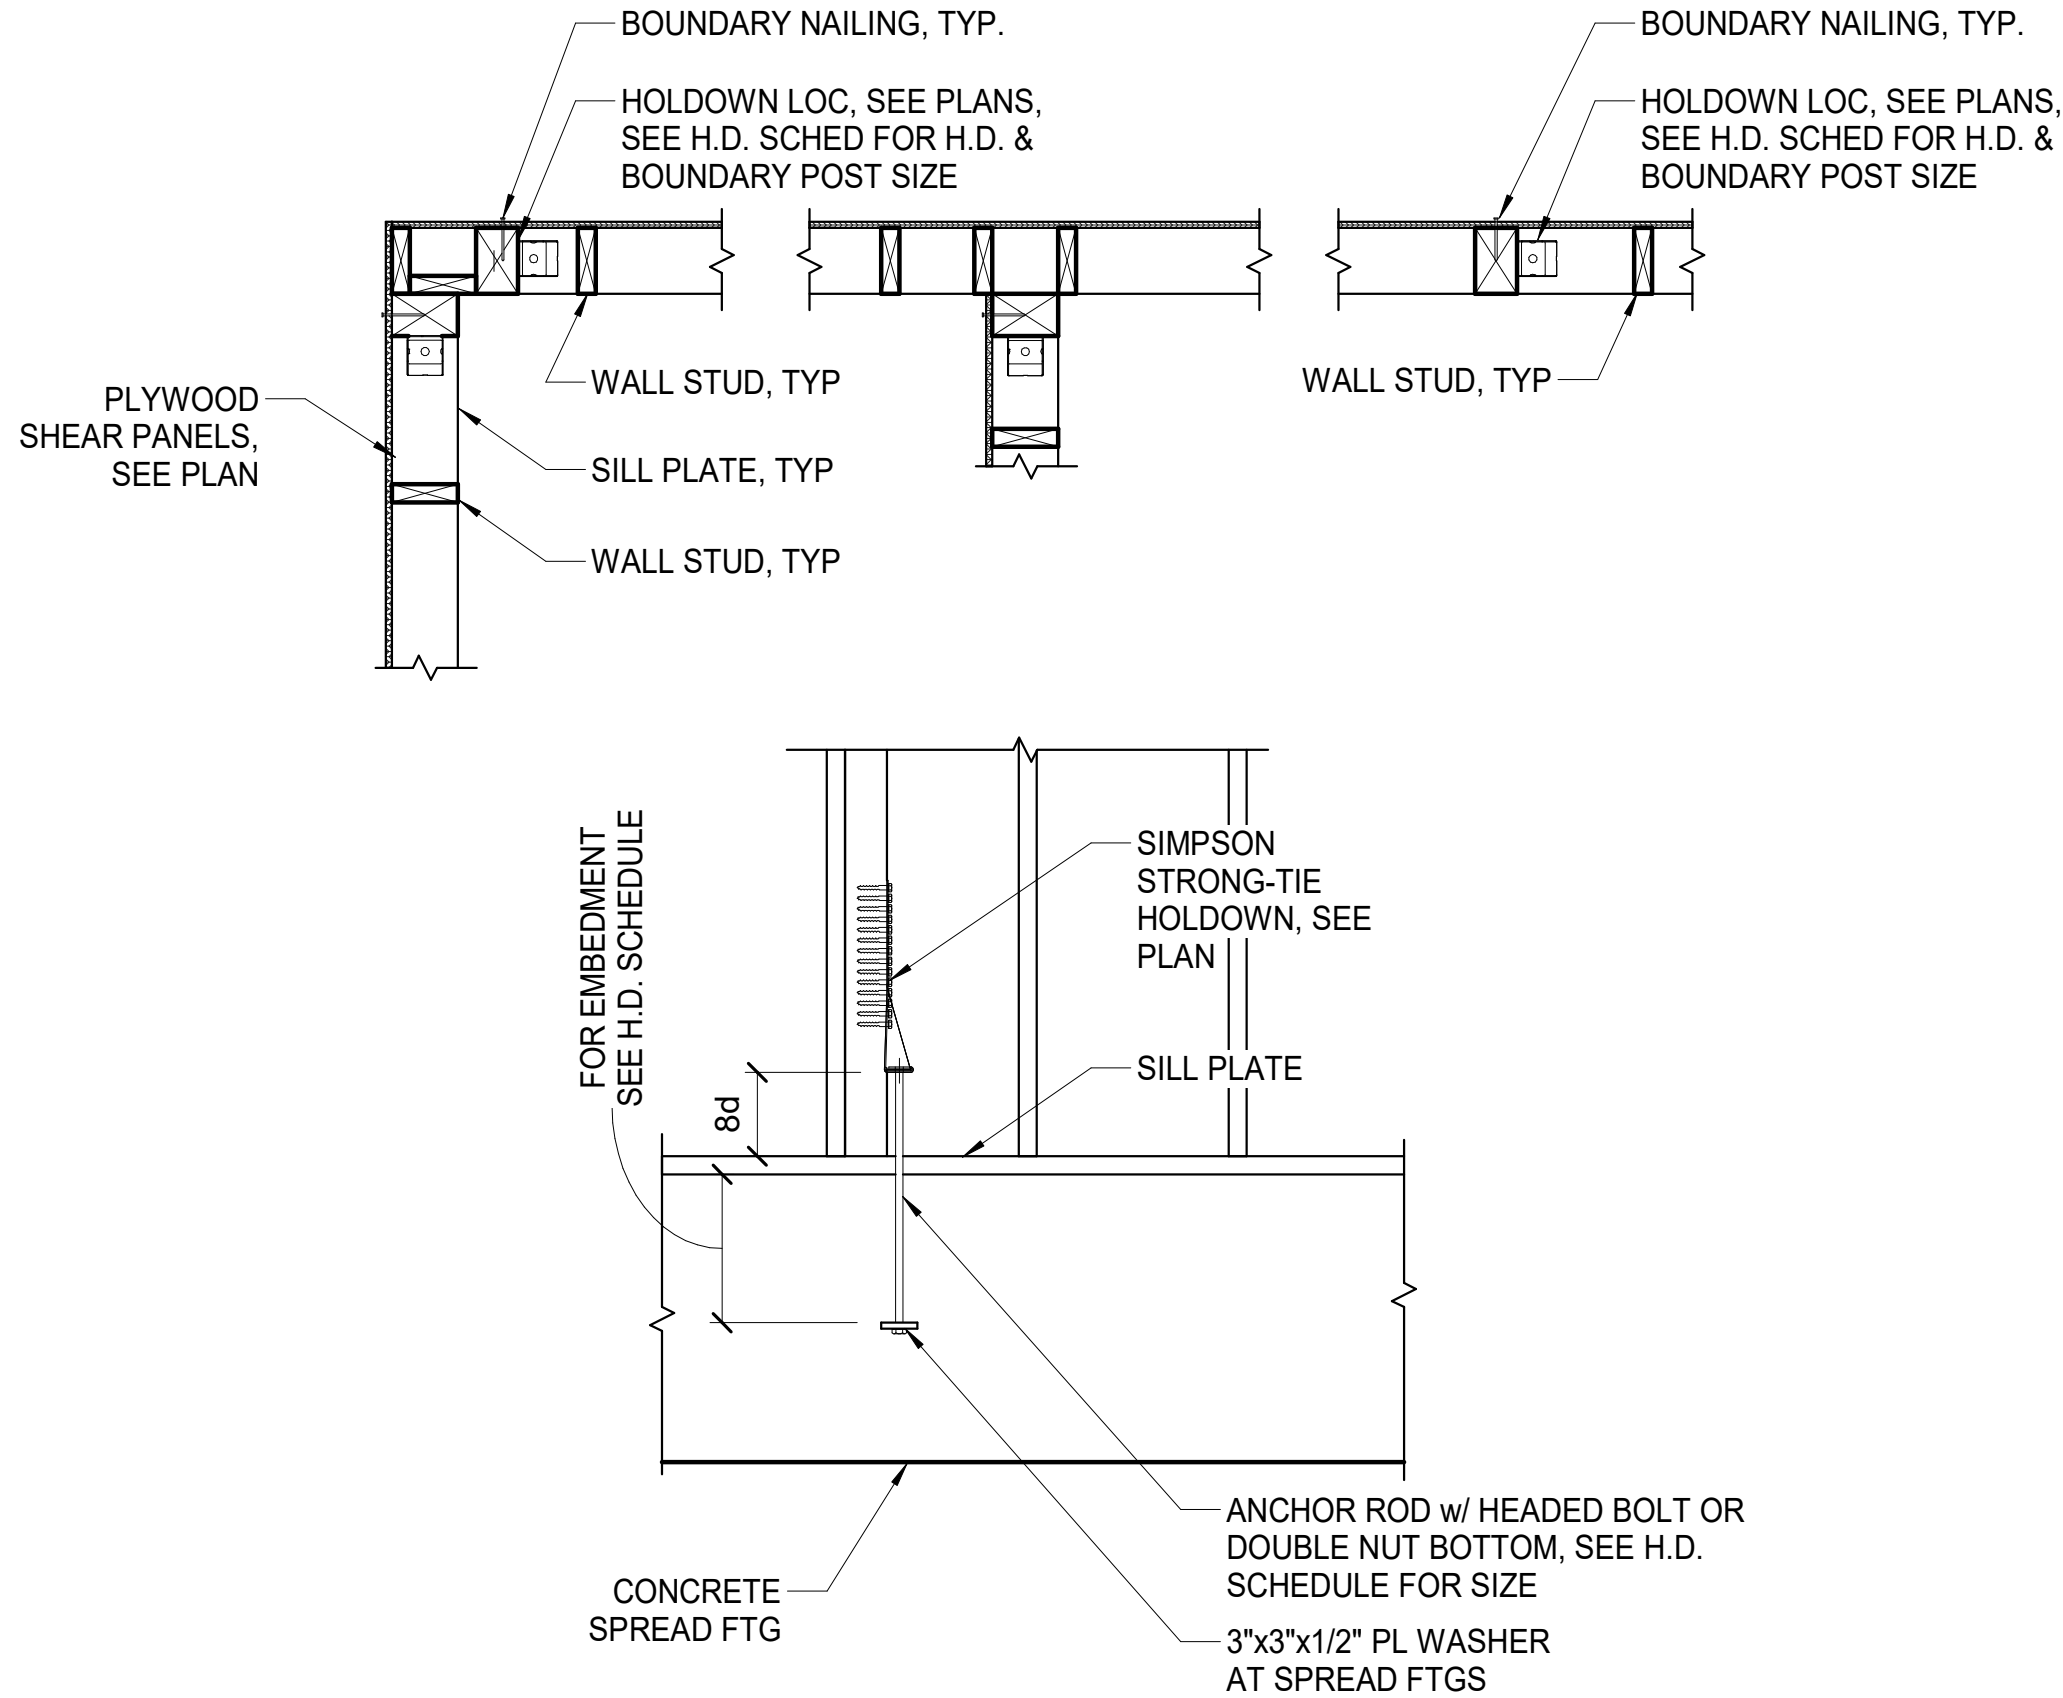 BOUNDARY NAILING, TYP.
HOLDOWN LOC, SEE PLANS,
SEE H.D. SCHED FOR H.D. &
BOUNDARY POST SIZE
BOUNDARY NAILING, TYP.
HOLDOWN LOC, SEE PLANS,
SEE H.D. SCHED FOR H.D. &
BOUNDARY POST SIZE
WALL STUD, TYP
WALL STUD, TYP
PLYWOOD
SHEAR PANELS,
SEE PLAN
SILL PLATE, TYP
WALL STUD, TYP
FOR EMBEDMENT
SEE H.D. SCHEDULE
SIMPSON
STRONG-TIE
HOLDOWN, SEE
PLAN
SILL PLATE
8d
ANCHOR ROD w/ HEADED BOLT OR
DOUBLE NUT BOTTOM, SEE H.D.
SCHEDULE FOR SIZE
CONCRETE
SPREAD FTG
3"x3"x1/2" PL WASHER
AT SPREAD FTGS